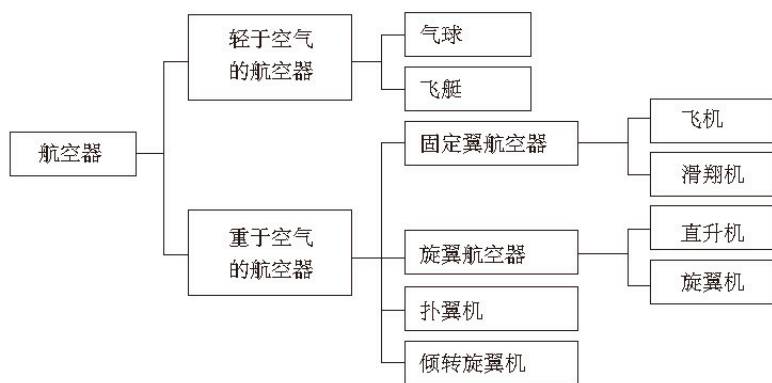 轻于空气
的航空器
气球
飞艇
航空器
重于空气
的航空器
固定翼航空器
飞机
滑翔机
旋翼航空器
直升机
旋翼机
扑翼机
倾转旋翼机